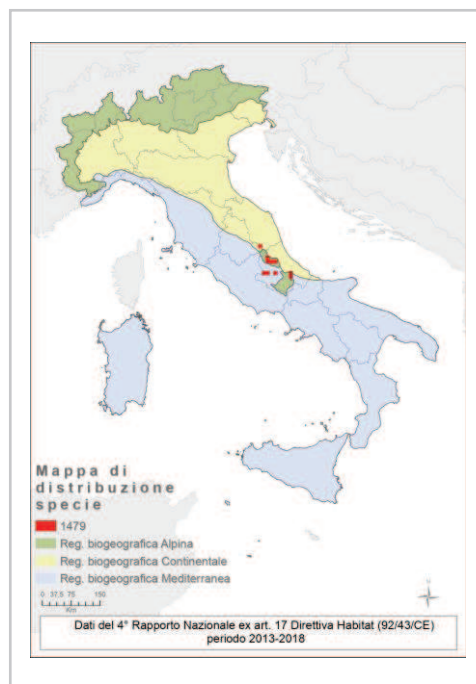 Mappa di
distribuzione
specie
1479
Reg. biogeografica Alpina
Reg. biogeografica Continentale
Reg. biogeografica Mediterranea
0 37,5 75 150
Km
Dati del 4° Rapporto Nazionale ex art. 17 Direttiva Habitat (92/43/CE)
periodo 2013-2018